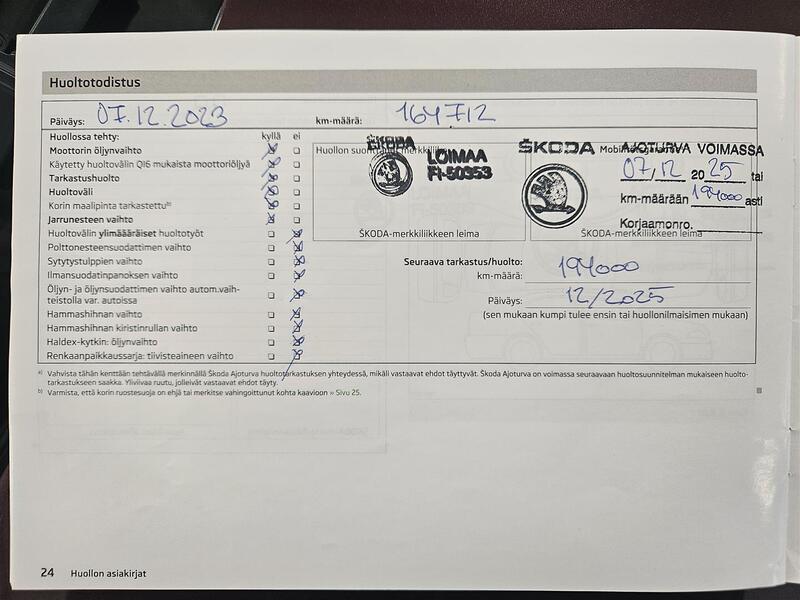 Huoltotodistus
Päiväys: 07.12.2023 km-määrä: 164712
Huollossa tehty: kyllä ei
Moottorin öljynvaihto
Käytetty huoltovälin QI6 mukaista moottoriöljyä
Tarkastushuolto
Huoltoväli
Korin maalipinta tarkastettu b)
Jarrunesteen vaihto
Huoltovälin ylimääräiset huoltotyöt
Polttonesteensuodattimen vaihto
Sytytystulppien vaihto
Ilmansuodatinpanoksen vaihto
Öljyn- ja öljynsuodattimen vaihto autom.vaih-
teistolla var. autoissa
Hammashihnan vaihto
Hammashihnan kiristinrullan vaihto
Haldex-kytkin: öljynvaihto
Renkaanpaikkaussarja: tiivisteaineen vaihto
ŠKODA
LOIMAA
FI-50353
ŠKODA-merkkiliikkeen leima
ŠKODA
AJOTURVA VOIMASSA
07,12 2025 tai
km-määrään 194000 asti
Korjaamonro.
ŠKODA-merkkiliikkeen leima
Seuraava tarkastus/huolto:
km-määrä: 194000
Päiväys: 12/2025
(sen mukaan kumpi tulee ensin tai huollonilmaisimen mukaan)
a) Vahvista tähän kenttään tehtävällä merkinnällä Škoda Ajoturva huoltotarkastuksen yhteydessä, mikäli vastaavat ehdot täyttyvät. Škoda Ajoturva on voimassa seuraavaan huoltosuunnitelman mukaiseen huolto-
tarkastukseen saakka. Yliviivaa ruutu, jolleivät vastaavat ehdot täyty.
b) Varmista, että korin ruostesuoja on ehjä tai merkitse vahingoittunut kohta kaavioon » Sivu 25.
24 Huollon asiakirjat